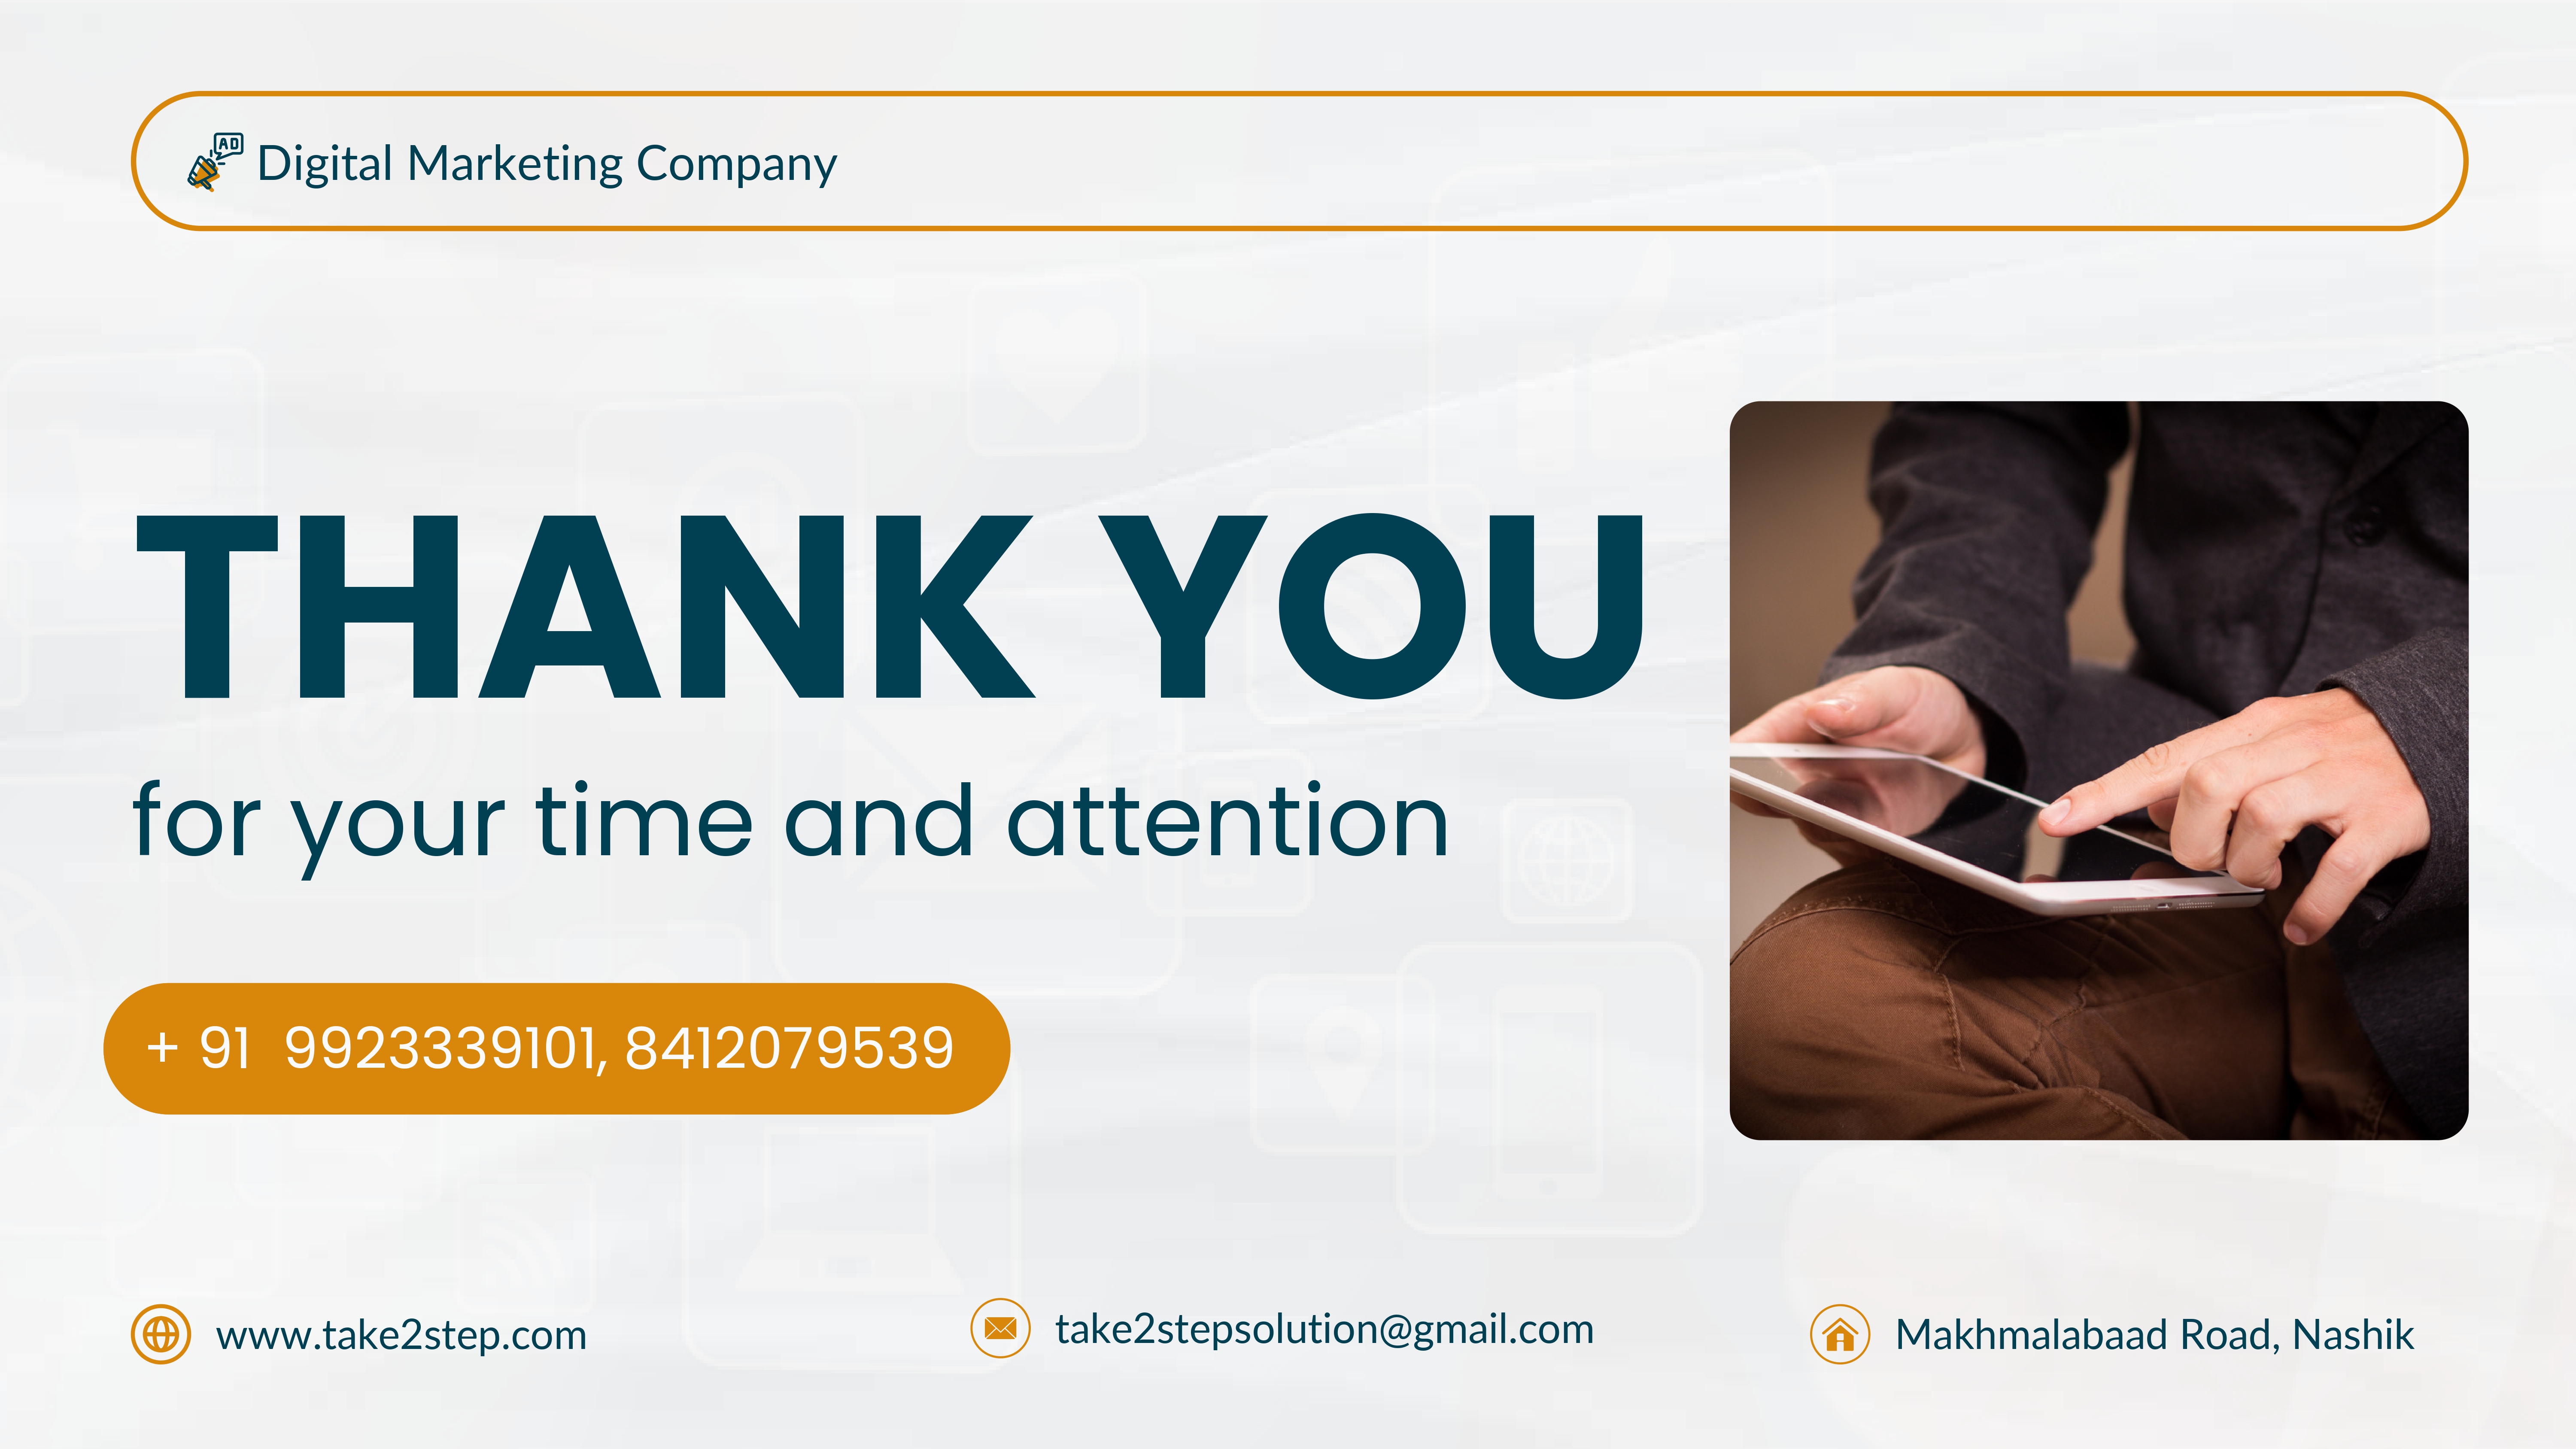 AD
Digital Marketing Company
THANK YOU
for your time and attention
+ 91  9923339101, 8412079539
www.take2step.com
take2stepsolution@gmail.com
Makhmalabaad Road, Nashik